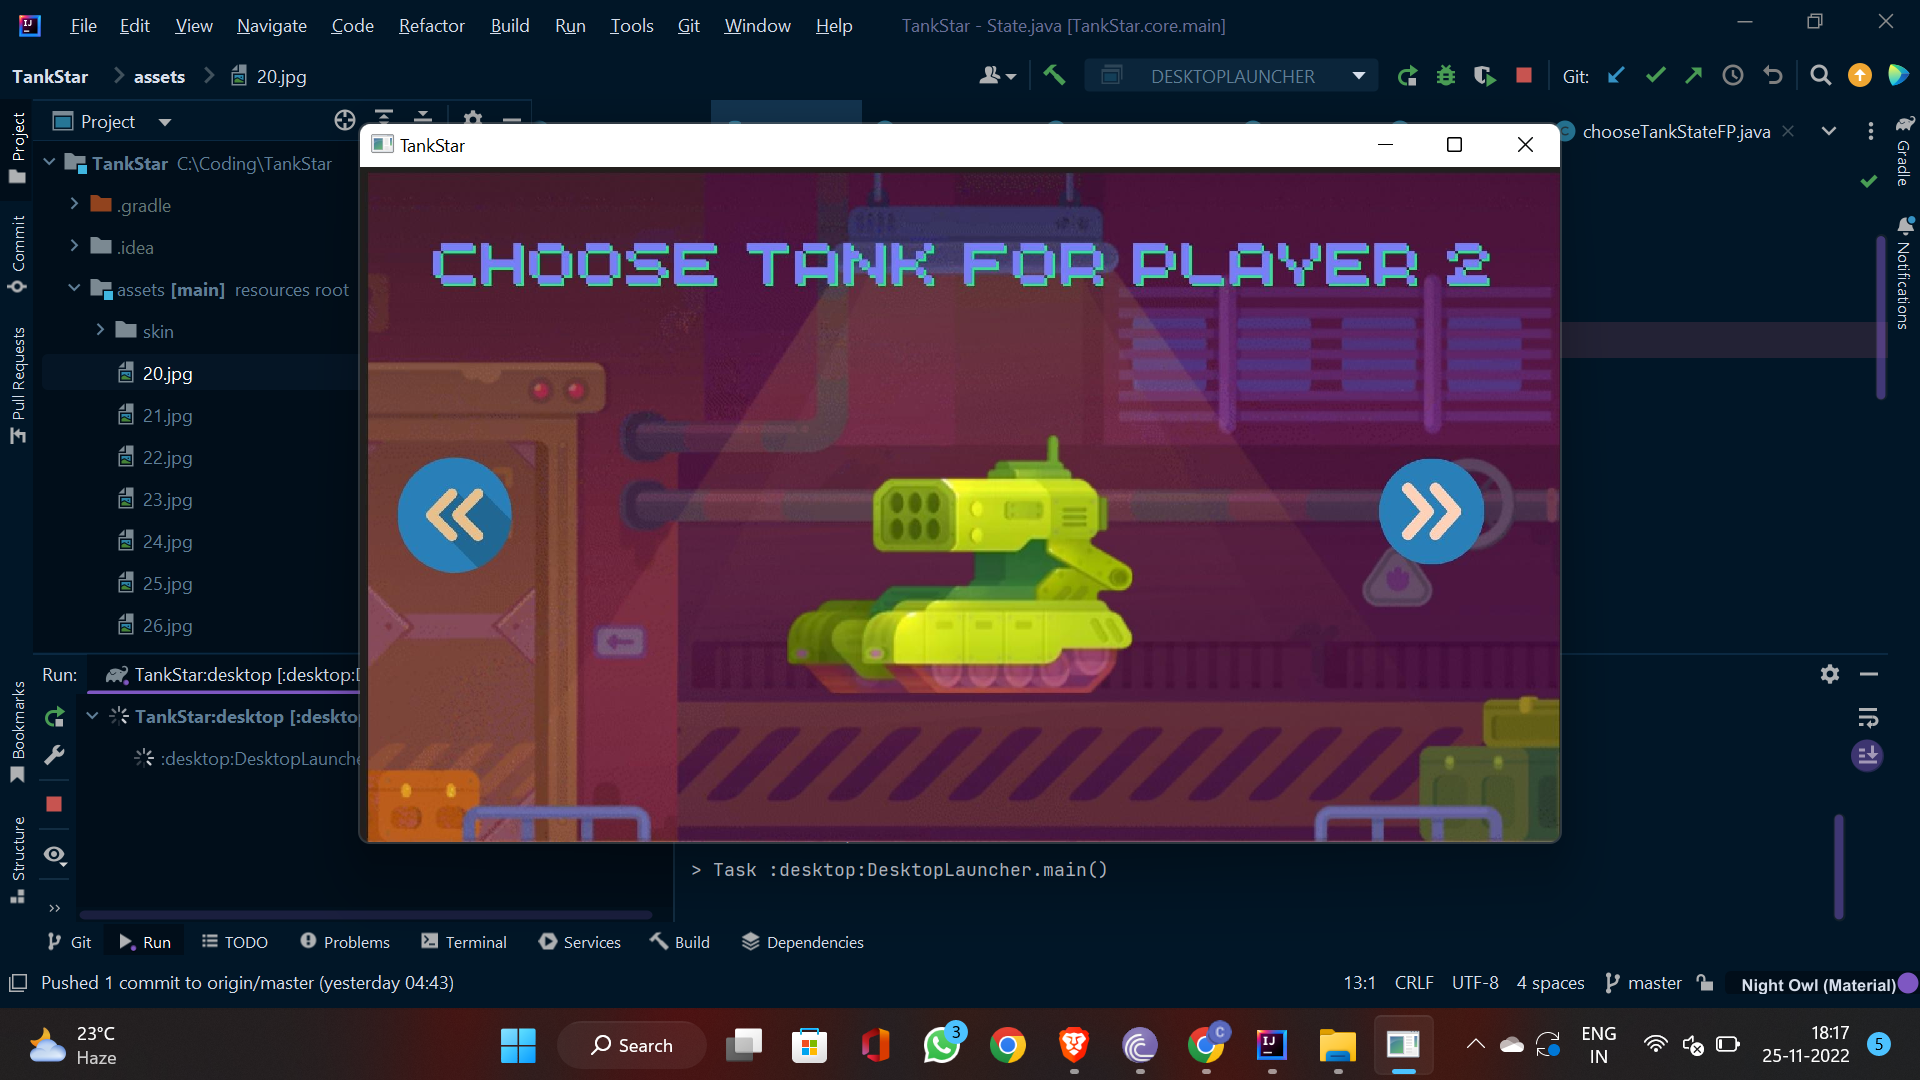 File Edit View Navigate Code Refactor Build Run Tools Git Window Help TankStar - State.java [TankStar.core.main]
TankStar assets 20.jpg DESKTOPLAUNCHER Git:
Project
Project
chooseTankStateFP.java
TankStar
TankStar C:\Coding\TankStar
.gradle
.idea
assets [main] resources root
skin
20.jpg
21.jpg
22.jpg
23.jpg
24.jpg
25.jpg
26.jpg
Commit
Pull Requests
Bookmarks
Structure
Gradle
Notifications
CHOOSE TANK FOR PLAYER 2
Run: TankStar:desktop [:desktop:
TankStar:desktop [:deskto
:desktop:DesktopLaunche
> Task :desktop:DesktopLauncher.main()
Git Run TODO Problems Terminal Services Build Dependencies
Pushed 1 commit to origin/master (yesterday 04:43) 13:1 CRLF UTF-8 4 spaces master Night Owl (Material)
23°C
Haze
Search
3
C
ENG
IN
18:17
25-11-2022
5